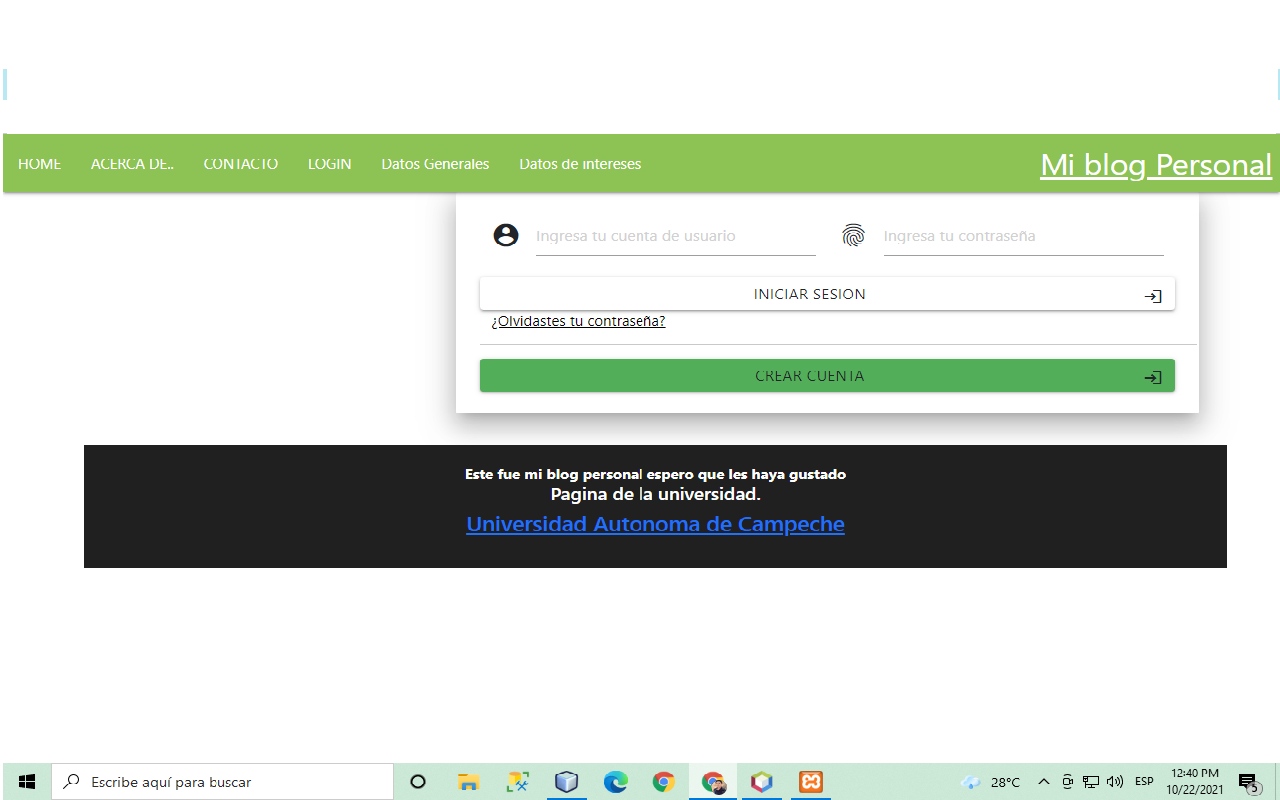 HOME ACERCA DE.. CONTACTO LOGIN Datos Generales Datos de intereses Mi blog Personal
Ingresa tu cuenta de usuario Ingresa tu contraseña
INICIAR SESION
¿Olvidastes tu contraseña?
CREAR CUENTA
Este fue mi blog personal espero que les haya gustado
Pagina de la universidad.
Universidad Autonoma de Campeche
Escribe aquí para buscar 28°C ESP 12:40 PM
10/22/2021 5